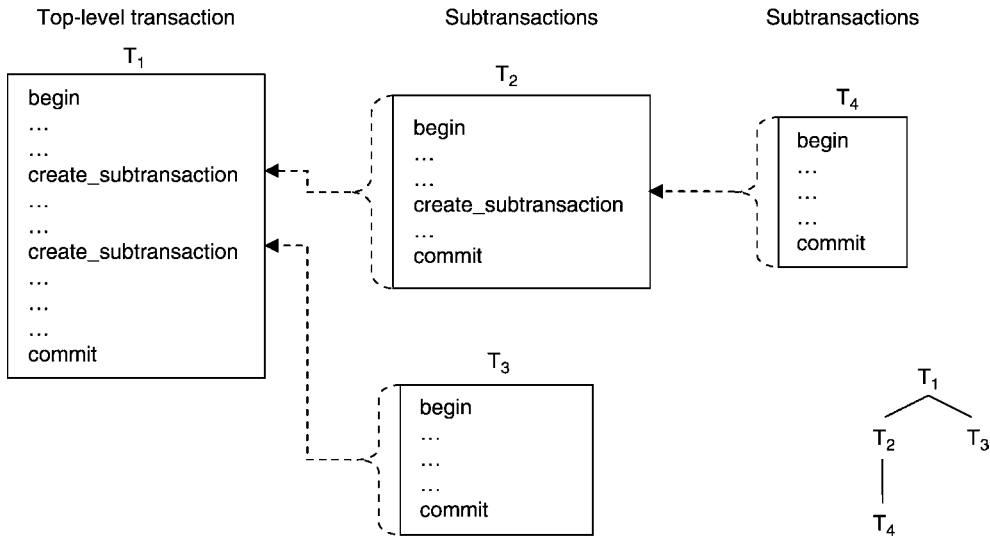 Top-level transaction
Subtransactions
Subtransactions
T1
begin
…
…
create_subtransaction
…
…
create_subtransaction
…
…
…
commit
T2
begin
…
…
create_subtransaction
…
commit
T4
begin
…
…
…
commit
T3
begin
…
…
…
commit
T1
T2 T3
T4